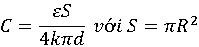 C = εS / 4kπd với S = πR²